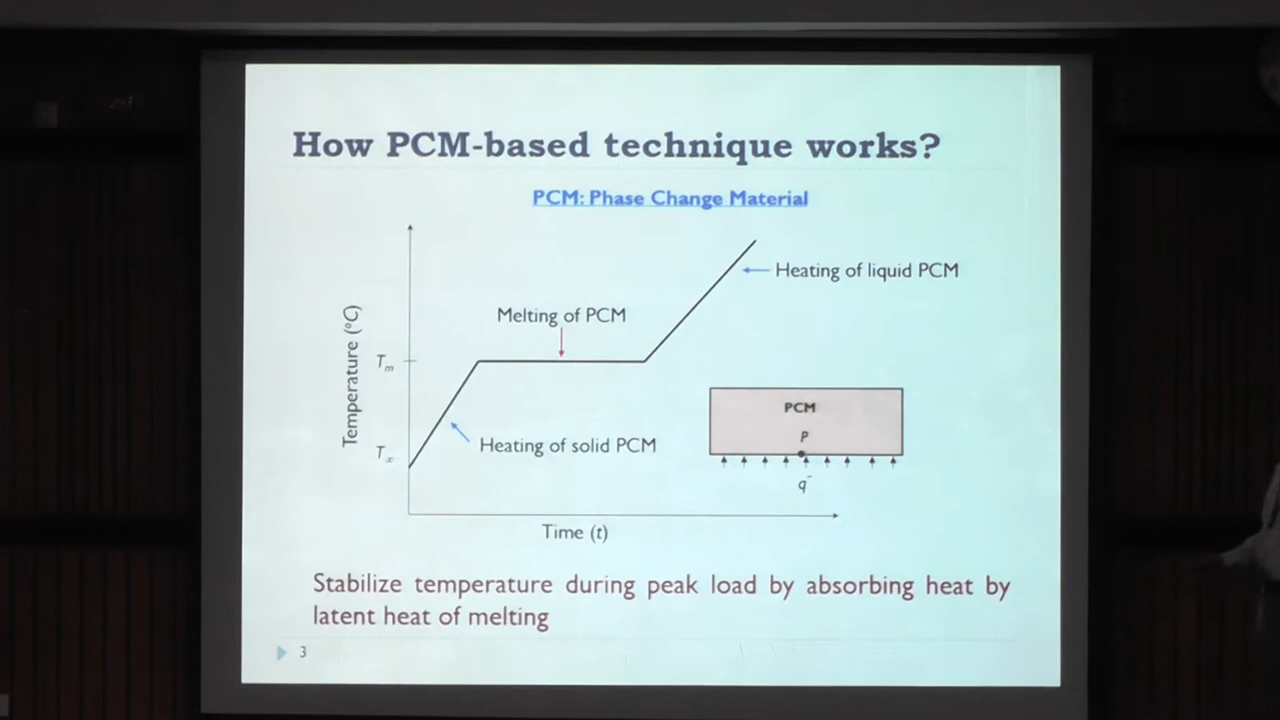 How PCM-based technique works?
PCM: Phase Change Material
Heating of liquid PCM
Melting of PCM
Temperature (°C)
Tm
PCM
P
Heating of solid PCM
T∞
q"
Time (t)
Stabilize temperature during peak load by absorbing heat by
latent heat of melting
3